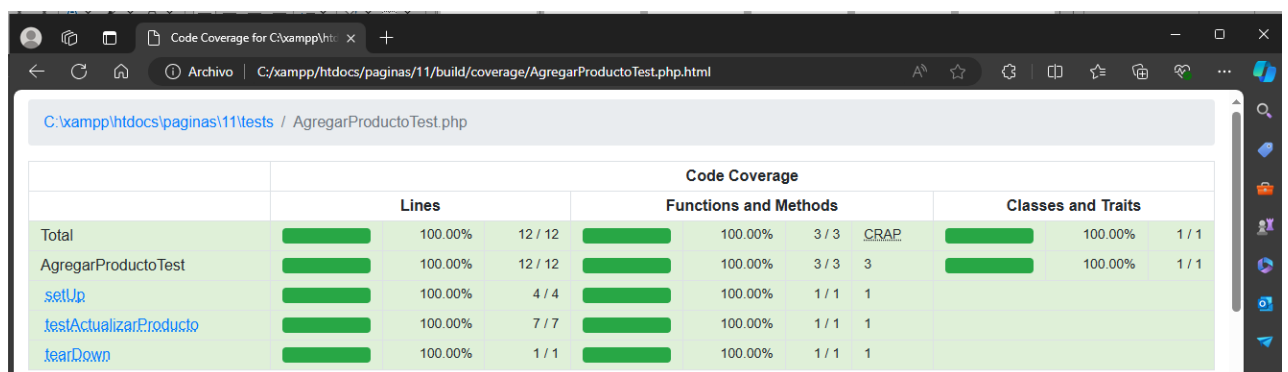 Code Coverage for C:\xampp\htd
Archivo C:/xampp/htdocs/paginas/11/build/coverage/AgregarProductoTest.php.html
C:\xampp\htdocs\paginas\11\tests / AgregarProductoTest.php
Code Coverage
Lines Functions and Methods Classes and Traits
Total 100.00% 12 / 12 100.00% 3 / 3 CRAP 100.00% 1 / 1
AgregarProductoTest 100.00% 12 / 12 100.00% 3 / 3 3 100.00% 1 / 1
setUp 100.00% 4 / 4 100.00% 1 / 1 1
testActualizarProducto 100.00% 7 / 7 100.00% 1 / 1 1
tearDown 100.00% 1 / 1 100.00% 1 / 1 1